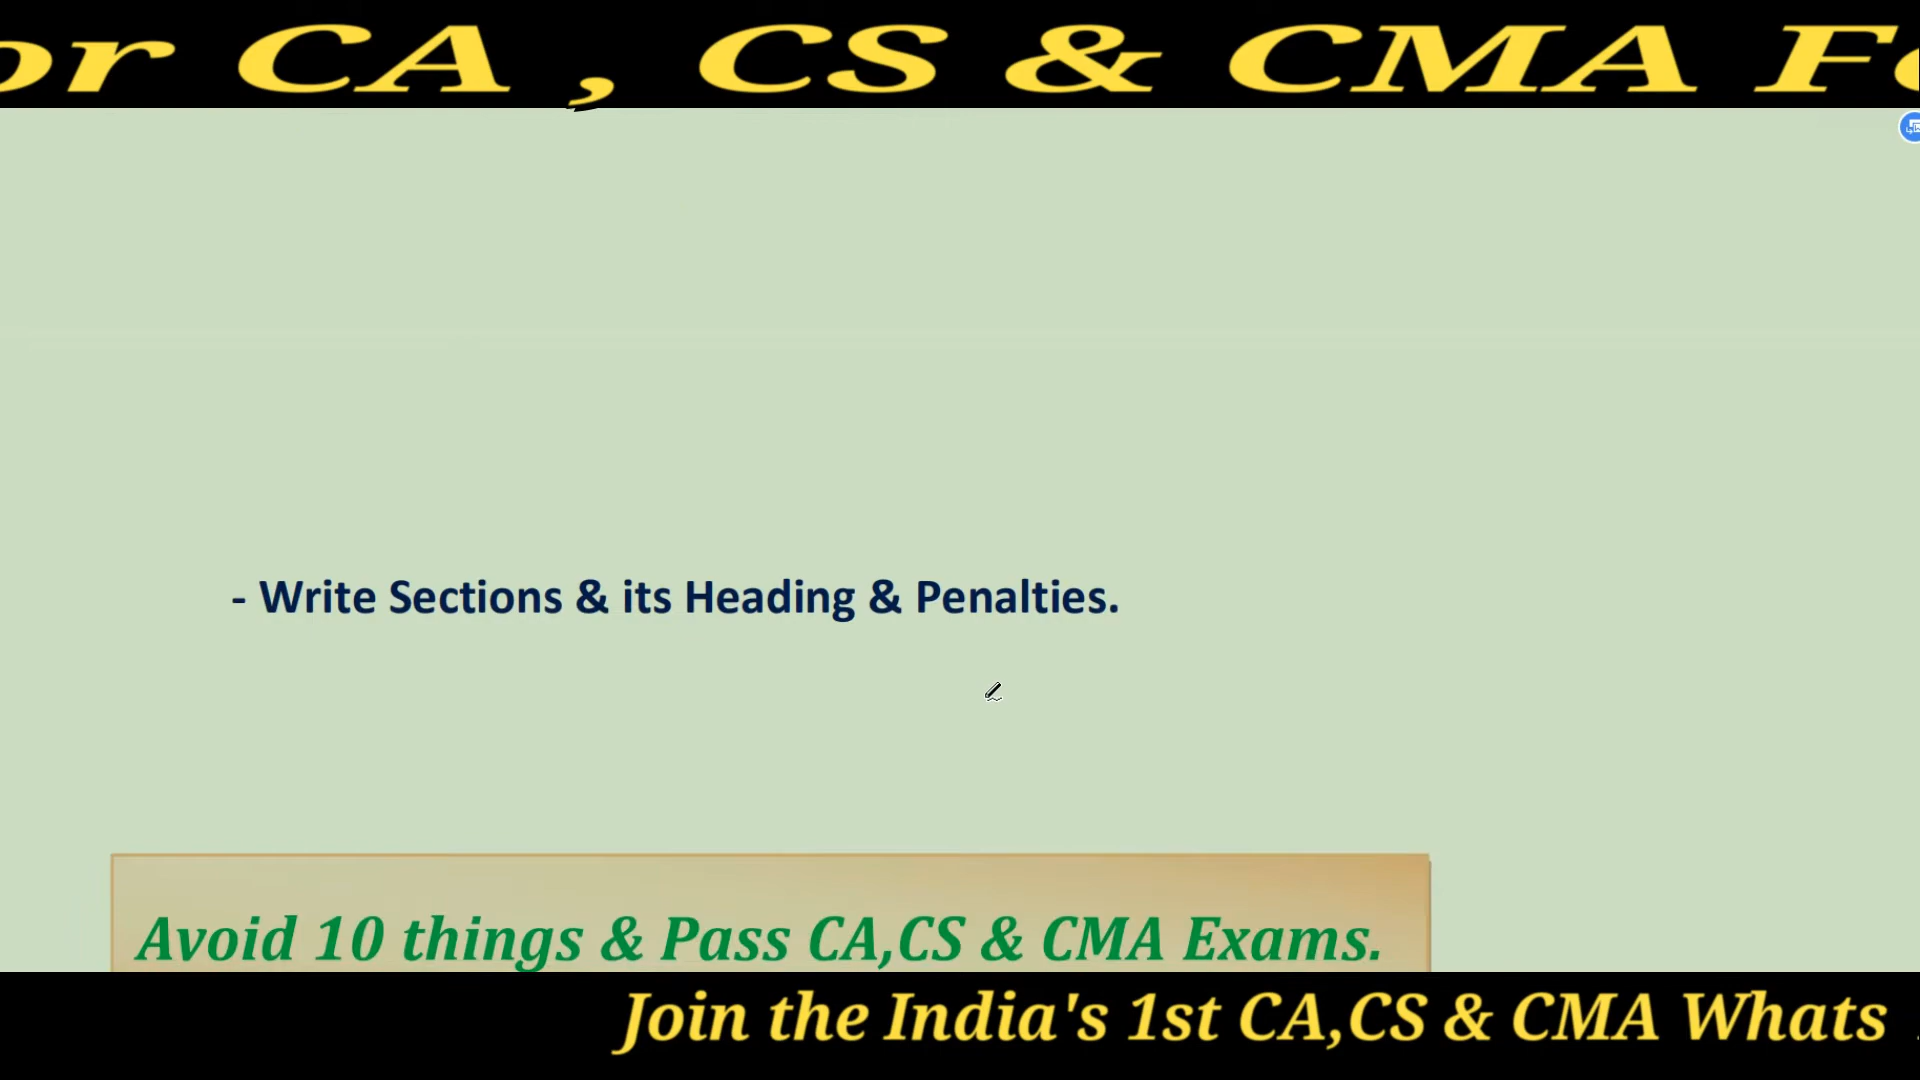 or CA , CS & CMA
- Write Sections & its Heading & Penalties.
Avoid 10 things & Pass CA,CS & CMA Exams.
Join the India's 1st CA,CS & CMA Whats